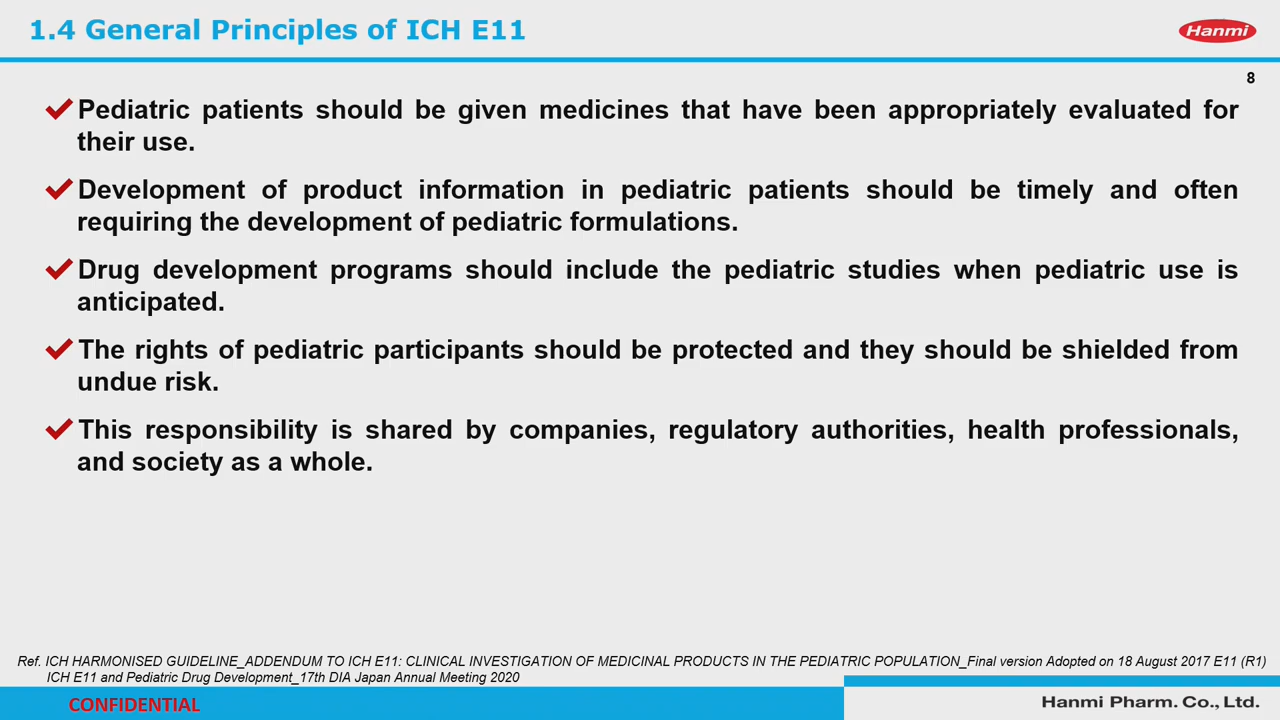 1.4 General Principles of ICH E11
Hanmi
8
Pediatric patients should be given medicines that have been appropriately evaluated for
their use.
Development of product information in pediatric patients should be timely and often
requiring the development of pediatric formulations.
Drug development programs should include the pediatric studies when pediatric use is
anticipated.
The rights of pediatric participants should be protected and they should be shielded from
undue risk.
This responsibility is shared by companies, regulatory authorities, health professionals,
and society as a whole.
Ref. ICH HARMONISED GUIDELINE_ADDENDUM TO ICH E11: CLINICAL INVESTIGATION OF MEDICINAL PRODUCTS IN THE PEDIATRIC POPULATION_Final version Adopted on 18 August 2017 E11 (R1)
ICH E11 and Pediatric Drug Development_17th DIA Japan Annual Meeting 2020
CONFIDENTIAL
Hanmi Pharm. Co., Ltd.